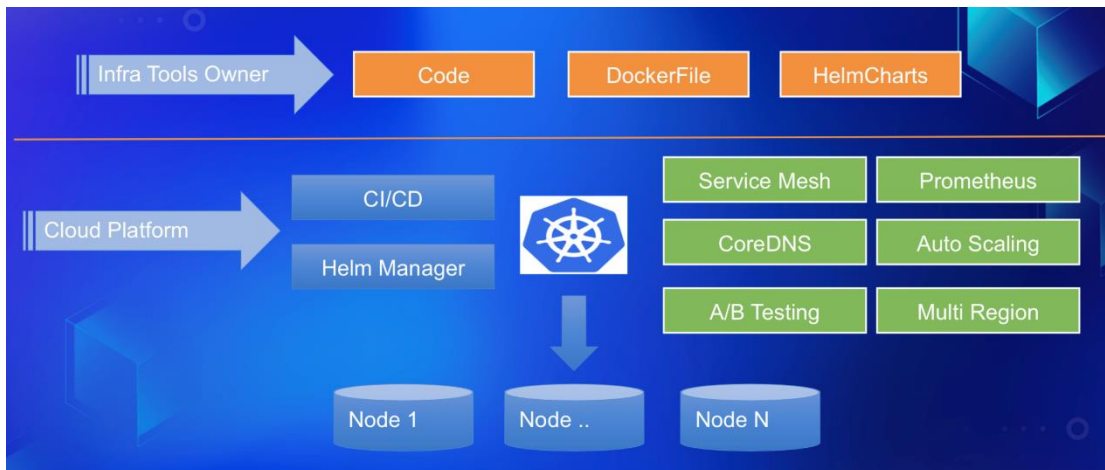 Infra Tools Owner
Code
DockerFile
HelmCharts
Cloud Platform
CI/CD
Helm Manager
Service Mesh
Prometheus
CoreDNS
Auto Scaling
A/B Testing
Multi Region
Node 1
Node ..
Node N